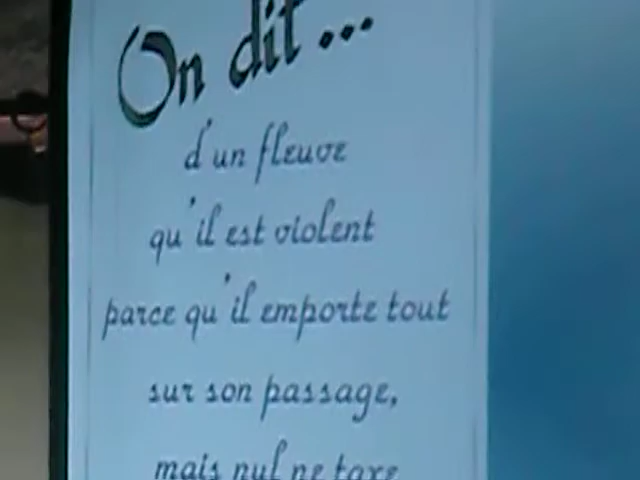 On dit...
d'un fleuve
qu'il est violent
parce qu'il emporte tout
sur son passage,
mais nul ne taxe